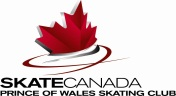 SKATECANADA
PRINCE OF WALES SKATING CLUB